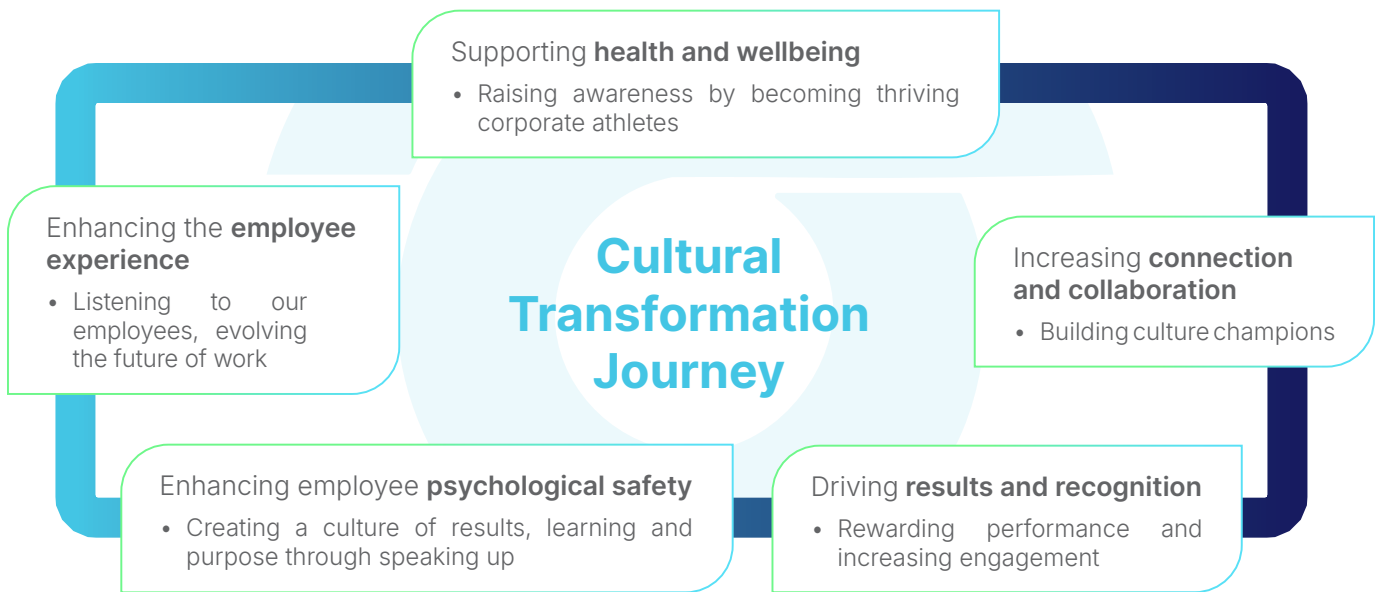 Supporting health and wellbeing
• Raising awareness by becoming thriving
corporate athletes
Enhancing the employee
experience
• Listening to our
employees, evolving
the future of work
Cultural
Transformation
Journey
Increasing connection
and collaboration
• Building culture champions
Enhancing employee psychological safety
• Creating a culture of results, learning and
purpose through speaking up
Driving results and recognition
• Rewarding performance and
increasing engagement